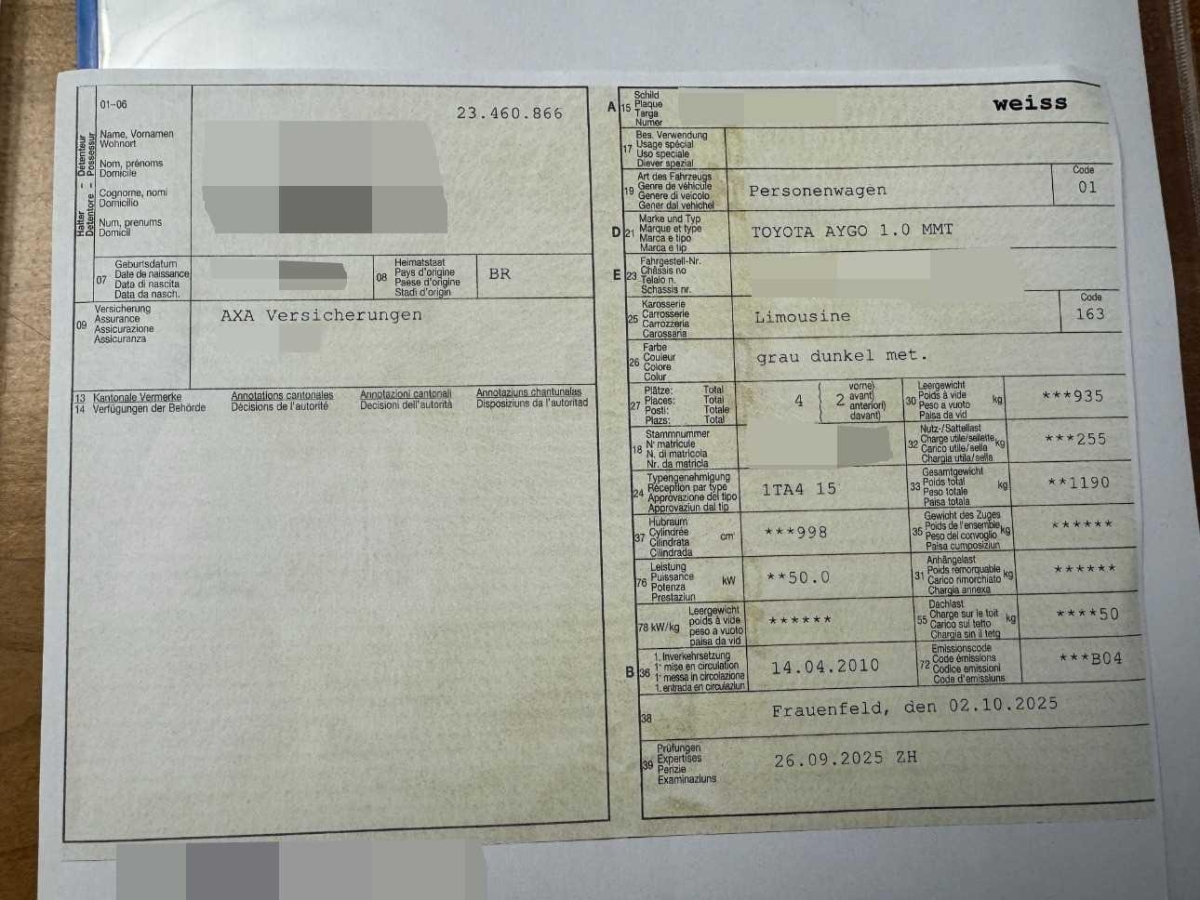 01-06
23.460.866
Halter - Détenteur
Detentore - Possessur
Name, Vornamen
Wohnort
Nom, prénoms
Domicile
Cognome, nomi
Domicilio
Num, prenums
Domicil
07
Geburtsdatum
Date de naissance
Data di nascita
Data da nasch.
08
Heimatstaat
Pays d'origine
Paese d'origine
Stadi d'origin
BR
09
Versicherung
Assurance
Assicurazione
Assicuranza
AXA Versicherungen
13 Kantonale Vermerke Annotations cantonales Annotazioni cantonali Annotaziuns chantunalas
14 Verfügungen der Behörde Décisions de l'autorité Decisioni dell'autorità Disposiziuns da l'autoritad
A 15
Schild
Plaque
Targa
Numer
weiss
17
Bes. Verwendung
Usage spécial
Uso speciale
Diever spezial
19
Art des Fahrzeugs
Genre de véhicule
Genere di veicolo
Gener dal vehichel
Personenwagen
Code
01
D 21
Marke und Typ
Marque et type
Marca e tipo
Marca e tip
TOYOTA AYGO 1.0 MMT
E 23
Fahrgestell-Nr.
Châssis no
Telaio n.
Schassis nr.
25
Karosserie
Carrosserie
Carrozzeria
Carossaria
Limousine
Code
163
26
Farbe
Couleur
Colore
Colur
grau dunkel met.
27
Plätze: Total
Places: Total
Posti: Totale
Plazs: Total
4
( vorne)
2 avant)
anteriori)
davant)
30
Leergewicht
Poids à vide
Peso a vuoto
Paisa da vid
kg
***935
18
Stammnummer
N° matricule
N. di matricola
Nr. da matricla
32
Nutz-/Sattellast
Charge utile/sellette
Carico utile/sella
Chargia utila/sella
kg
***255
24
Typengenehmigung
Réception par type
Approvazione del tipo
Approvaziun dal tip
1TA4 15
33
Gesamtgewicht
Poids total
Peso totale
Paisa totala
kg
**1190
37
Hubraum
Cylindrée
Cilindrata
Cilindrada
cm³
***998
35
Gewicht des Zuges
Poids de l'ensemble
Peso del convoglio
Paisa cumposiziun
kg
******
76
Leistung
Puissance
Potenza
Prestaziun
kW
**50.0
31
Anhängelast
Poids remorquable
Carico rimorchiato
Chargia annexa
kg
******
78 kW/kg
Leergewicht
poids à vide
peso a vuoto
paisa da vid
******
55
Dachlast
Charge sur le toit
Carico sul tetto
Chargia sin il tetg
kg
****50
B 36
1. Inverkehrsetzung
1e mise en circulation
1a messa in circolazione
1. entrada en circulaziun
14.04.2010
72
Emissionscode
Code émissions
Codice emissioni
Code d'emissiuns
***B04
38
Frauenfeld, den 02.10.2025
39
Prüfungen
Expertises
Perizie
Examinaziuns
26.09.2025 ZH